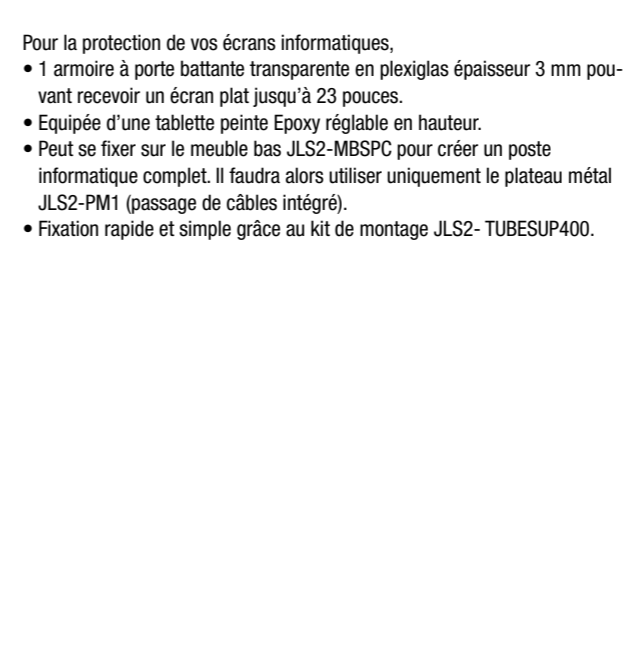 Pour la protection de vos écrans informatiques,
• 1 armoire à porte battante transparente en plexiglas épaisseur 3 mm pou-
vant recevoir un écran plat jusqu'à 23 pouces.
• Equipée d'une tablette peinte Epoxy réglable en hauteur.
• Peut se fixer sur le meuble bas JLS2-MBSPC pour créer un poste
informatique complet. Il faudra alors utiliser uniquement le plateau métal
JLS2-PM1 (passage de câbles intégré).
• Fixation rapide et simple grâce au kit de montage JLS2- TUBESUP400.